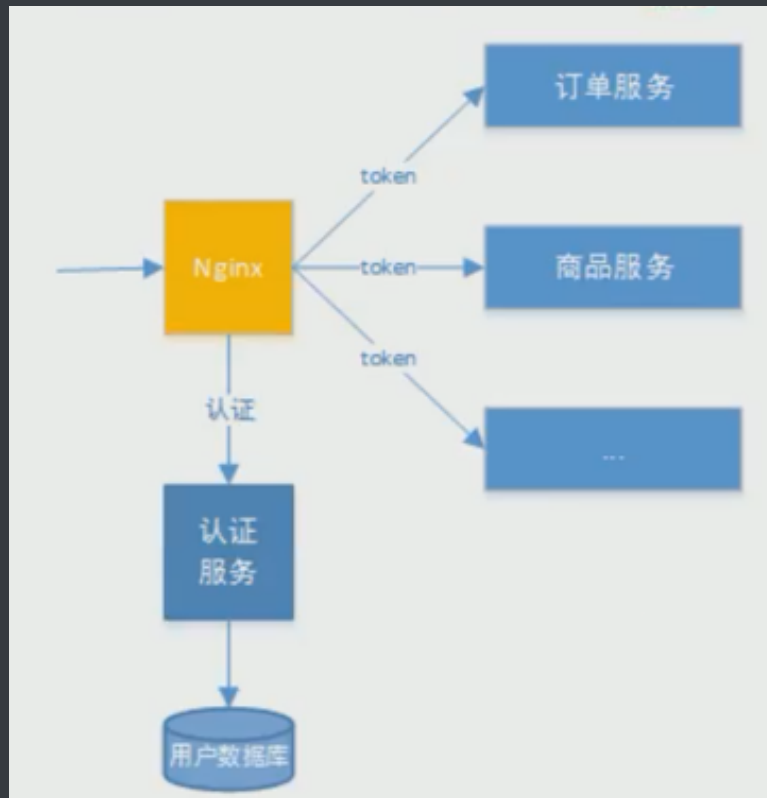 订单服务
token
Nginx
token
商品服务
token
认证
...
认证
服务
用户数据库